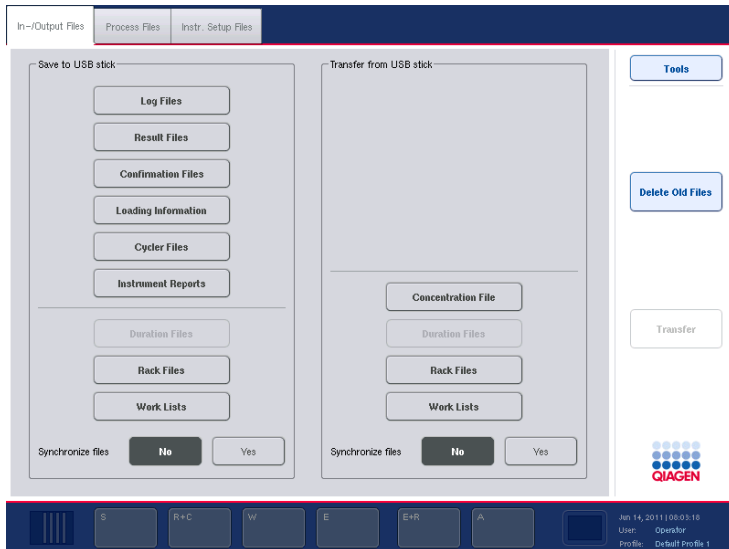 In-/Output Files
Process Files
Instr. Setup Files
Save to USB stick
Log Files
Result Files
Confirmation Files
Loading Information
Cycler Files
Instrument Reports
Duration Files
Rack Files
Work Lists
Synchronize files
No
Yes
Transfer from USB stick
Concentration File
Duration Files
Rack Files
Work Lists
Synchronize files
No
Yes
Tools
Delete Old Files
Transfer
QIAGEN
S
R+C
W
E
E+R
A
Jun 14, 2011 | 08:03:18
User: Operator
Profile: Default Profile 1